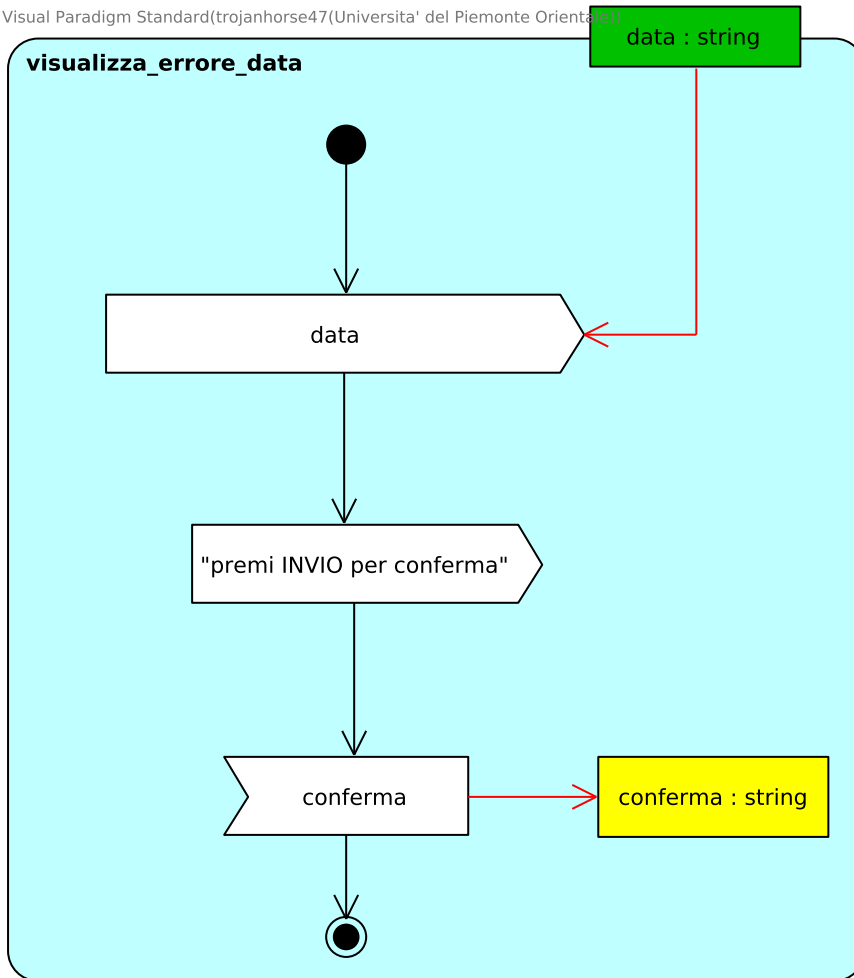 Visual Paradigm Standard(trojanhorse47(Universita' del Piemonte Orientale))
data : string
visualizza_errore_data
data
"premi INVIO per conferma"
conferma
conferma : string